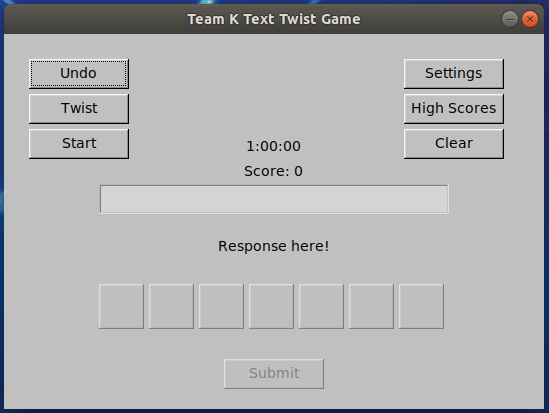 Team K Text Twist Game
Undo
Settings
Twist
High Scores
Start
Clear
1:00:00
Score: 0
Response here!
Submit